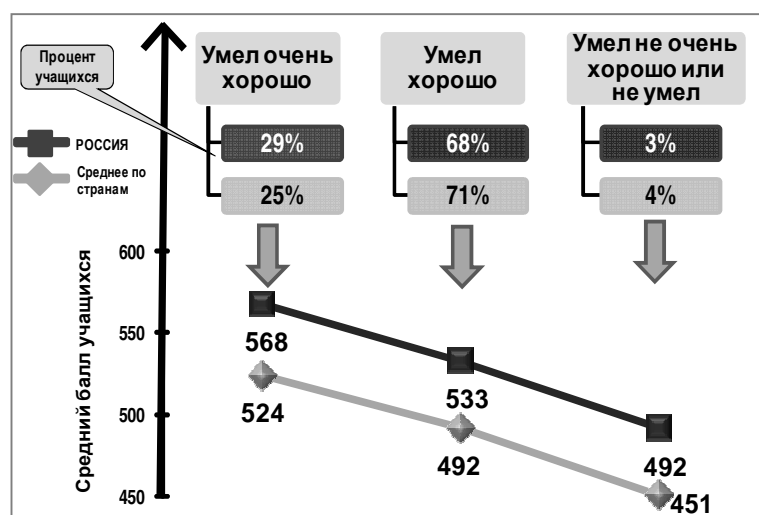 Процент
учащихся
Умел очень
хорошо
Умел
хорошо
Умел не очень
хорошо или
не умел
29%
68%
3%
25%
71%
4%
РОССИЯ
Среднее по
странам
Средний балл учащихся
600
550
500
450
568
533
492
524
492
451